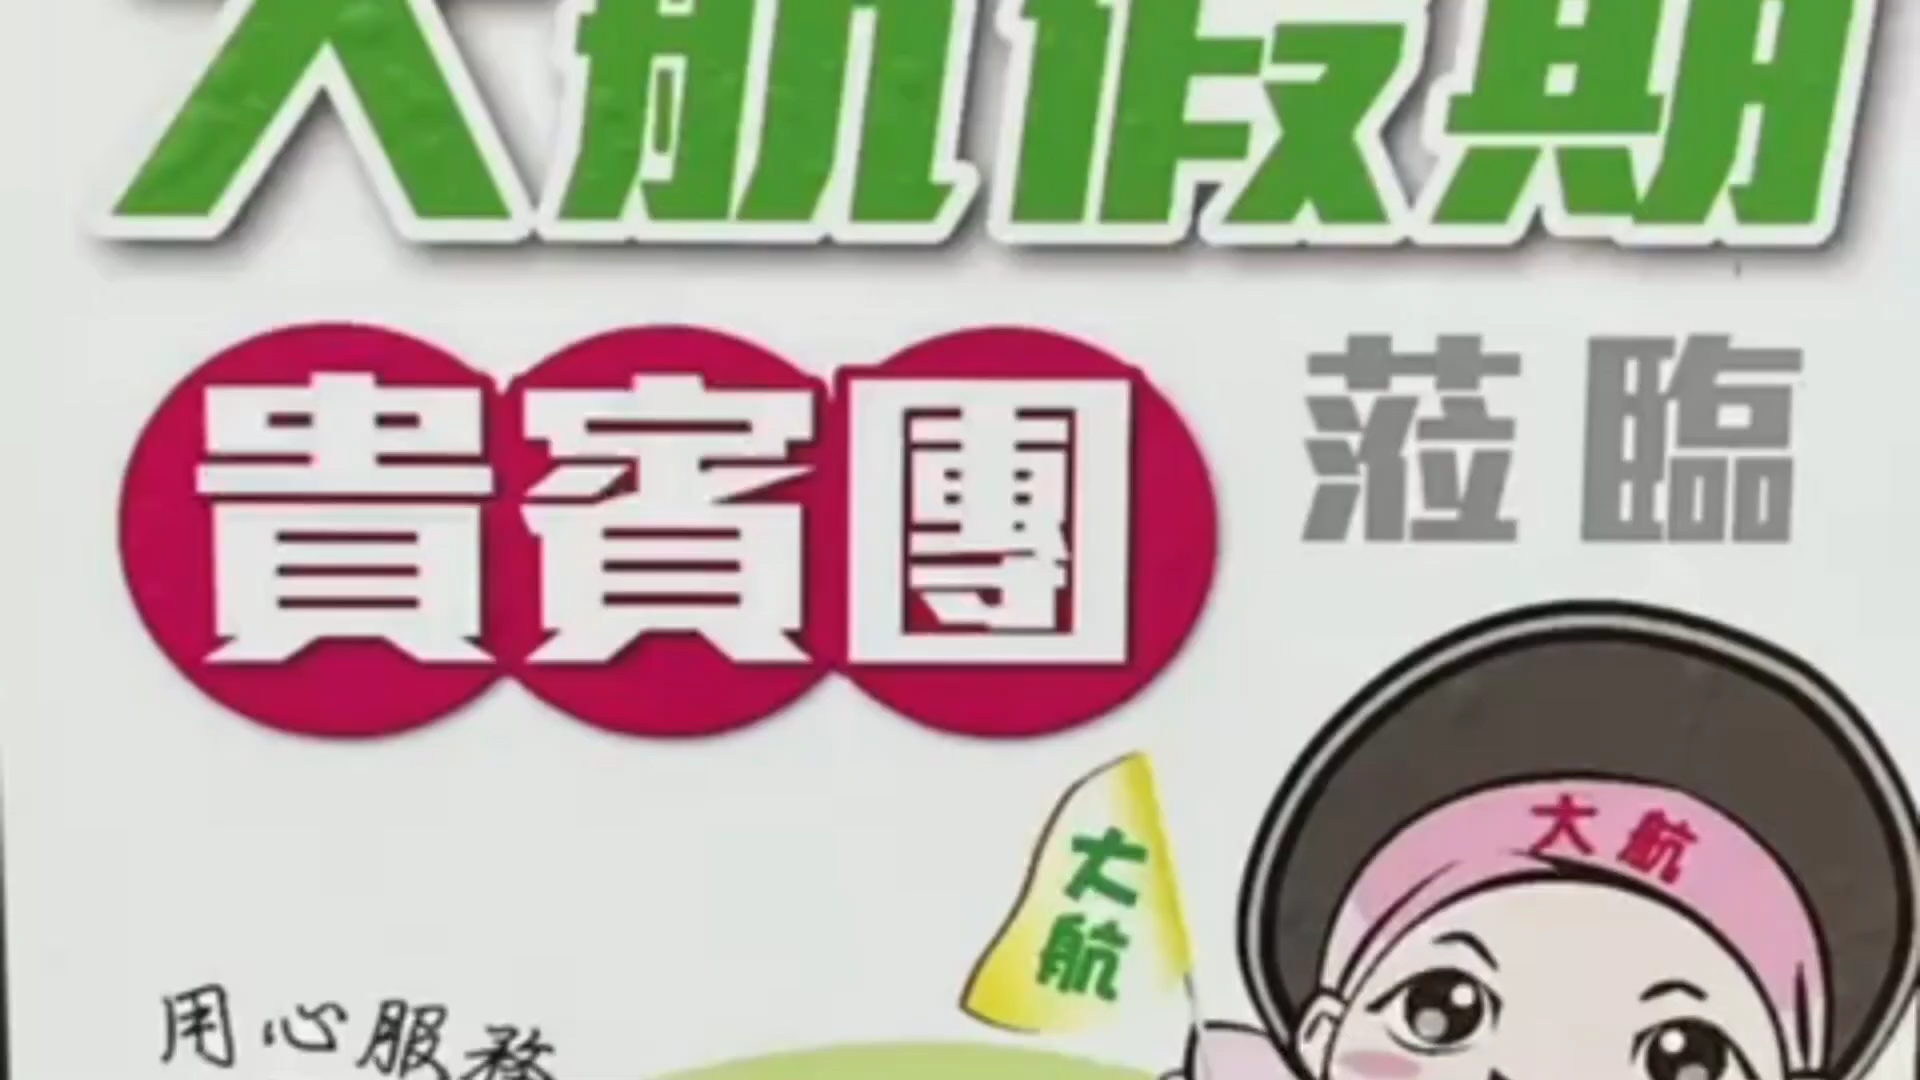 大航假期
貴賓團 蒞臨
大航
大航
用心服務